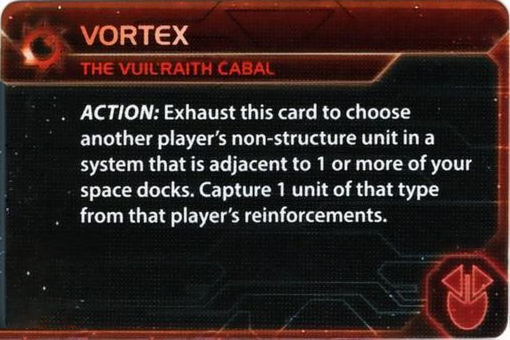 VORTEX
THE VUIL'RAITH CABAL
ACTION: Exhaust this card to choose
another player's non-structure unit in a
system that is adjacent to 1 or more of your
space docks. Capture 1 unit of that type
from that player's reinforcements.